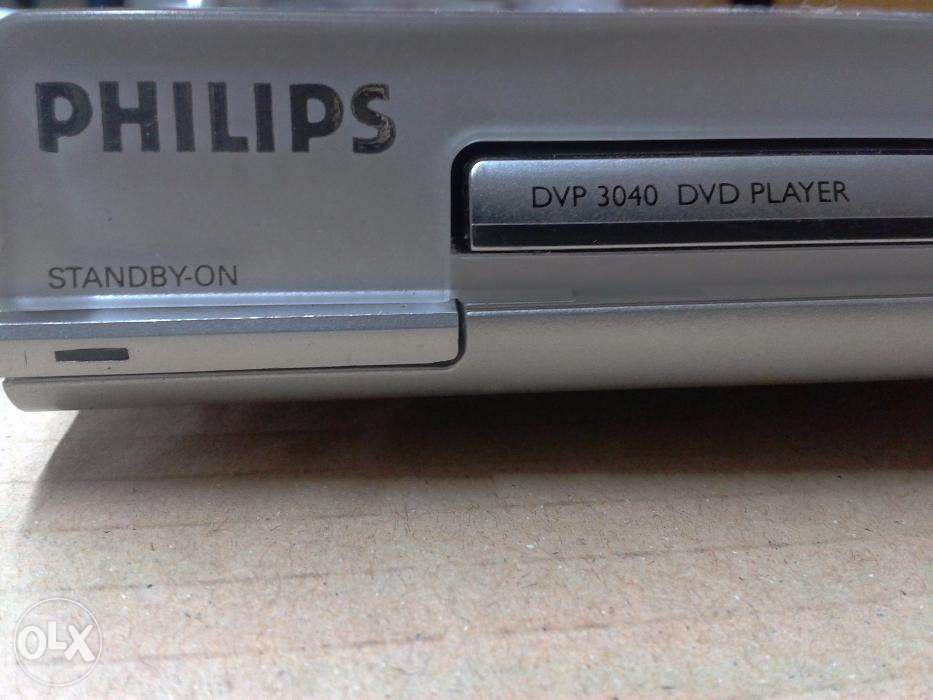 PHILIPS
DVP 3040 DVD PLAYER
STANDBY-ON
OLX